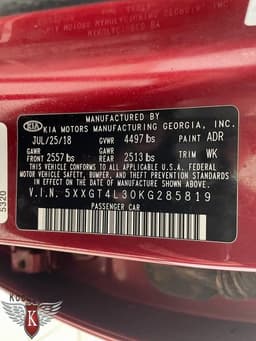 MANUFACTURED BY
KIA KIA MOTORS MANUFACTURING GEORGIA, INC.
JUL/25/18 GVWR 4497 lbs PAINT ADR
GAWR GAWR
FRONT 2557 lbs REAR 2513 lbs TRIM WK
THIS VEHICLE CONFORMS TO ALL APPLICABLE U.S.A. FEDERAL
MOTOR VEHICLE SAFETY, BUMPER, AND THEFT PREVENTION STANDARDS
IN EFFECT ON THE DATE OF MANUFACTURE SHOWN ABOVE.
V.I.N. 5XXGT4L30KG285819
PASSENGER CAR
5320
K